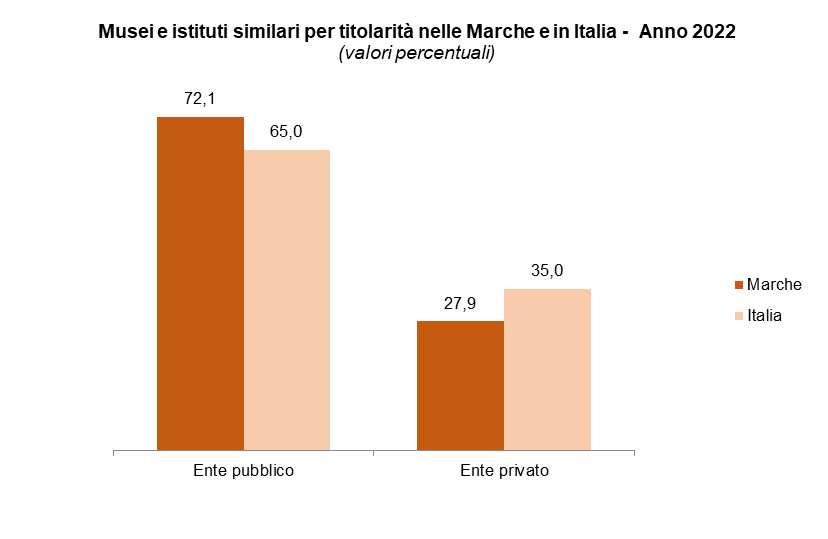 Musei e istituti similari per titolarità nelle Marche e in Italia - Anno 2022
(valori percentuali)
72,1
65,0
35,0
27,9
Marche
Italia
Ente pubblico
Ente privato